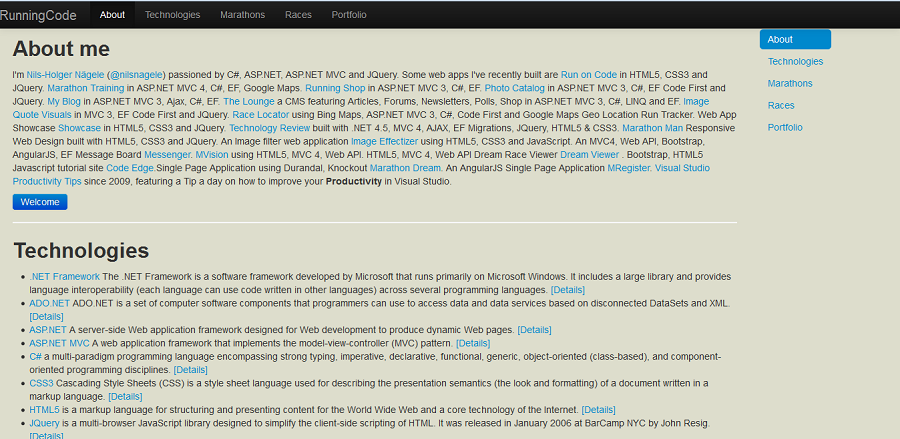 RunningCode About Technologies Marathons Races Portfolio
About me
I'm Nils-Holger Nägele (@nilsnagele) passioned by C#, ASP.NET, ASP.NET MVC and JQuery. Some web apps I've recently built are Run on Code in HTML5, CSS3 and
JQuery. Marathon Training in ASP.NET MVC 4, C#, EF, Google Maps. Running Shop in ASP.NET MVC 3, C#, EF. Photo Catalog in ASP.NET MVC 3, C#, EF Code First and
JQuery. My Blog in ASP.NET MVC 3, Ajax, C#, EF. The Lounge a CMS featuring Articles, Forums, Newsletters, Polls, Shop in ASP.NET MVC 3, C#, LINQ and EF. Image
Quote Visuals in MVC 3, EF Code First and JQuery. Race Locator using Bing Maps, ASP.NET MVC 3, C#, Code First and Google Maps Geo Location Run Tracker. Web App
Showcase Showcase in HTML5, CSS3 and JQuery. Technology Review built with .NET 4.5, MVC 4, AJAX, EF Migrations, JQuery, HTML5 & CSS3. Marathon Man Responsive
Web Design built with HTML5, CSS3 and JQuery. An Image filter web application Image Effectizer using HTML5, CSS3 and JavaScript. An MVC4, Web API, Bootstrap,
AngularJS, EF Message Board Messenger. MVision using HTML5, MVC 4, Web API. HTML5, MVC 4, Web API Dream Race Viewer Dream Viewer . Bootstrap, HTML5
Javascript tutorial site Code Edge.Single Page Application using Durandal, Knockout Marathon Dream. An AngularJS Single Page Application MRegister. Visual Studio
Productivity Tips since 2009, featuring a Tip a day on how to improve your Productivity in Visual Studio.
Welcome
Technologies
.NET Framework The .NET Framework is a software framework developed by Microsoft that runs primarily on Microsoft Windows. It includes a large library and provides
language interoperability (each language can use code written in other languages) across several programming languages. [Details]
ADO.NET ADO.NET is a set of computer software components that programmers can use to access data and data services based on disconnected DataSets and XML.
[Details]
ASP.NET A server-side Web application framework designed for Web development to produce dynamic Web pages. [Details]
ASP.NET MVC A web application framework that implements the model-view-controller (MVC) pattern. [Details]
C# a multi-paradigm programming language encompassing strong typing, imperative, declarative, functional, generic, object-oriented (class-based), and component-
oriented programming disciplines. [Details]
CSS3 Cascading Style Sheets (CSS) is a style sheet language used for describing the presentation semantics (the look and formatting) of a document written in a
markup language. [Details]
HTML5 is a markup language for structuring and presenting content for the World Wide Web and a core technology of the Internet. [Details]
JQuery is a multi-browser JavaScript library designed to simplify the client-side scripting of HTML. It was released in January 2006 at BarCamp NYC by John Resig.
[Details]
About
Technologies
Marathons
Races
Portfolio